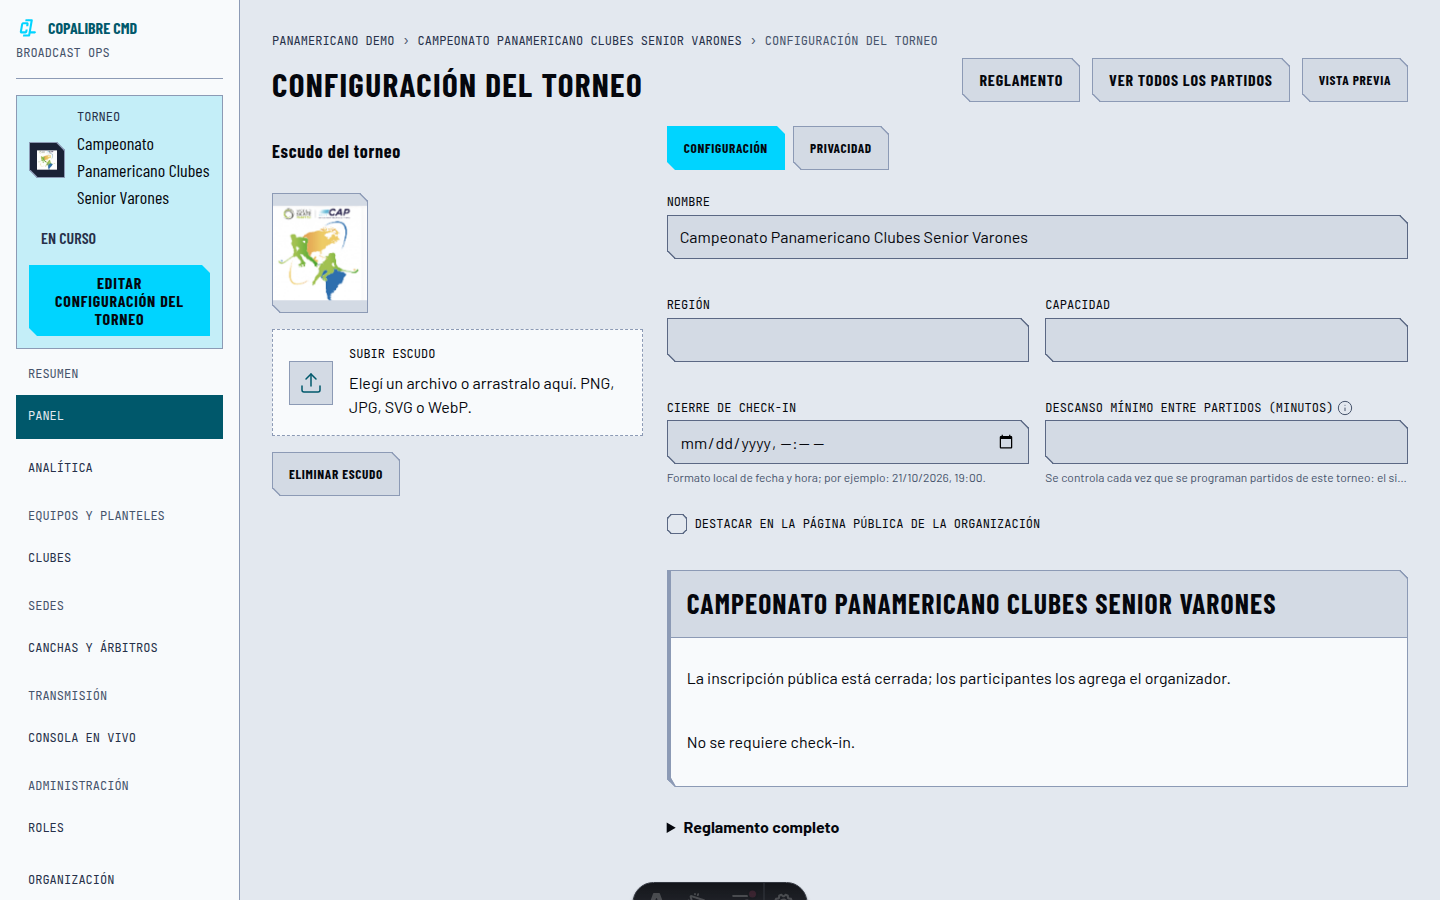 COPALIBRE CMD
BROADCAST OPS
TORNEO
Campeonato
Panamericano Clubes
Senior Varones
EN CURSO
EDITAR
CONFIGURACIÓN DEL
TORNEO
RESUMEN
PANEL
ANALÍTICA
EQUIPOS Y PLANTELES
CLUBES
SEDES
CANCHAS Y ÁRBITROS
TRANSMISIÓN
CONSOLA EN VIVO
ADMINISTRACIÓN
ROLES
ORGANIZACIÓN
PANAMERICANO DEMO › CAMPEONATO PANAMERICANO CLUBES SENIOR VARONES › CONFIGURACIÓN DEL TORNEO
CONFIGURACIÓN DEL TORNEO
REGLAMENTO
VER TODOS LOS PARTIDOS
VISTA PREVIA
Escudo del torneo
CAP
SUBIR ESCUDO
Elegí un archivo o arrastralo aquí. PNG,
JPG, SVG o WebP.
ELIMINAR ESCUDO
CONFIGURACIÓN
PRIVACIDAD
NOMBRE
Campeonato Panamericano Clubes Senior Varones
REGIÓN
CAPACIDAD
CIERRE DE CHECK-IN
mm/dd/yyyy, –:– –
Formato local de fecha y hora; por ejemplo: 21/10/2026, 19:00.
DESCANSO MÍNIMO ENTRE PARTIDOS (MINUTOS)
Se controla cada vez que se programan partidos de este torneo: el si…
DESTACAR EN LA PÁGINA PÚBLICA DE LA ORGANIZACIÓN
CAMPEONATO PANAMERICANO CLUBES SENIOR VARONES
La inscripción pública está cerrada; los participantes los agrega el organizador.
No se requiere check-in.
Reglamento completo